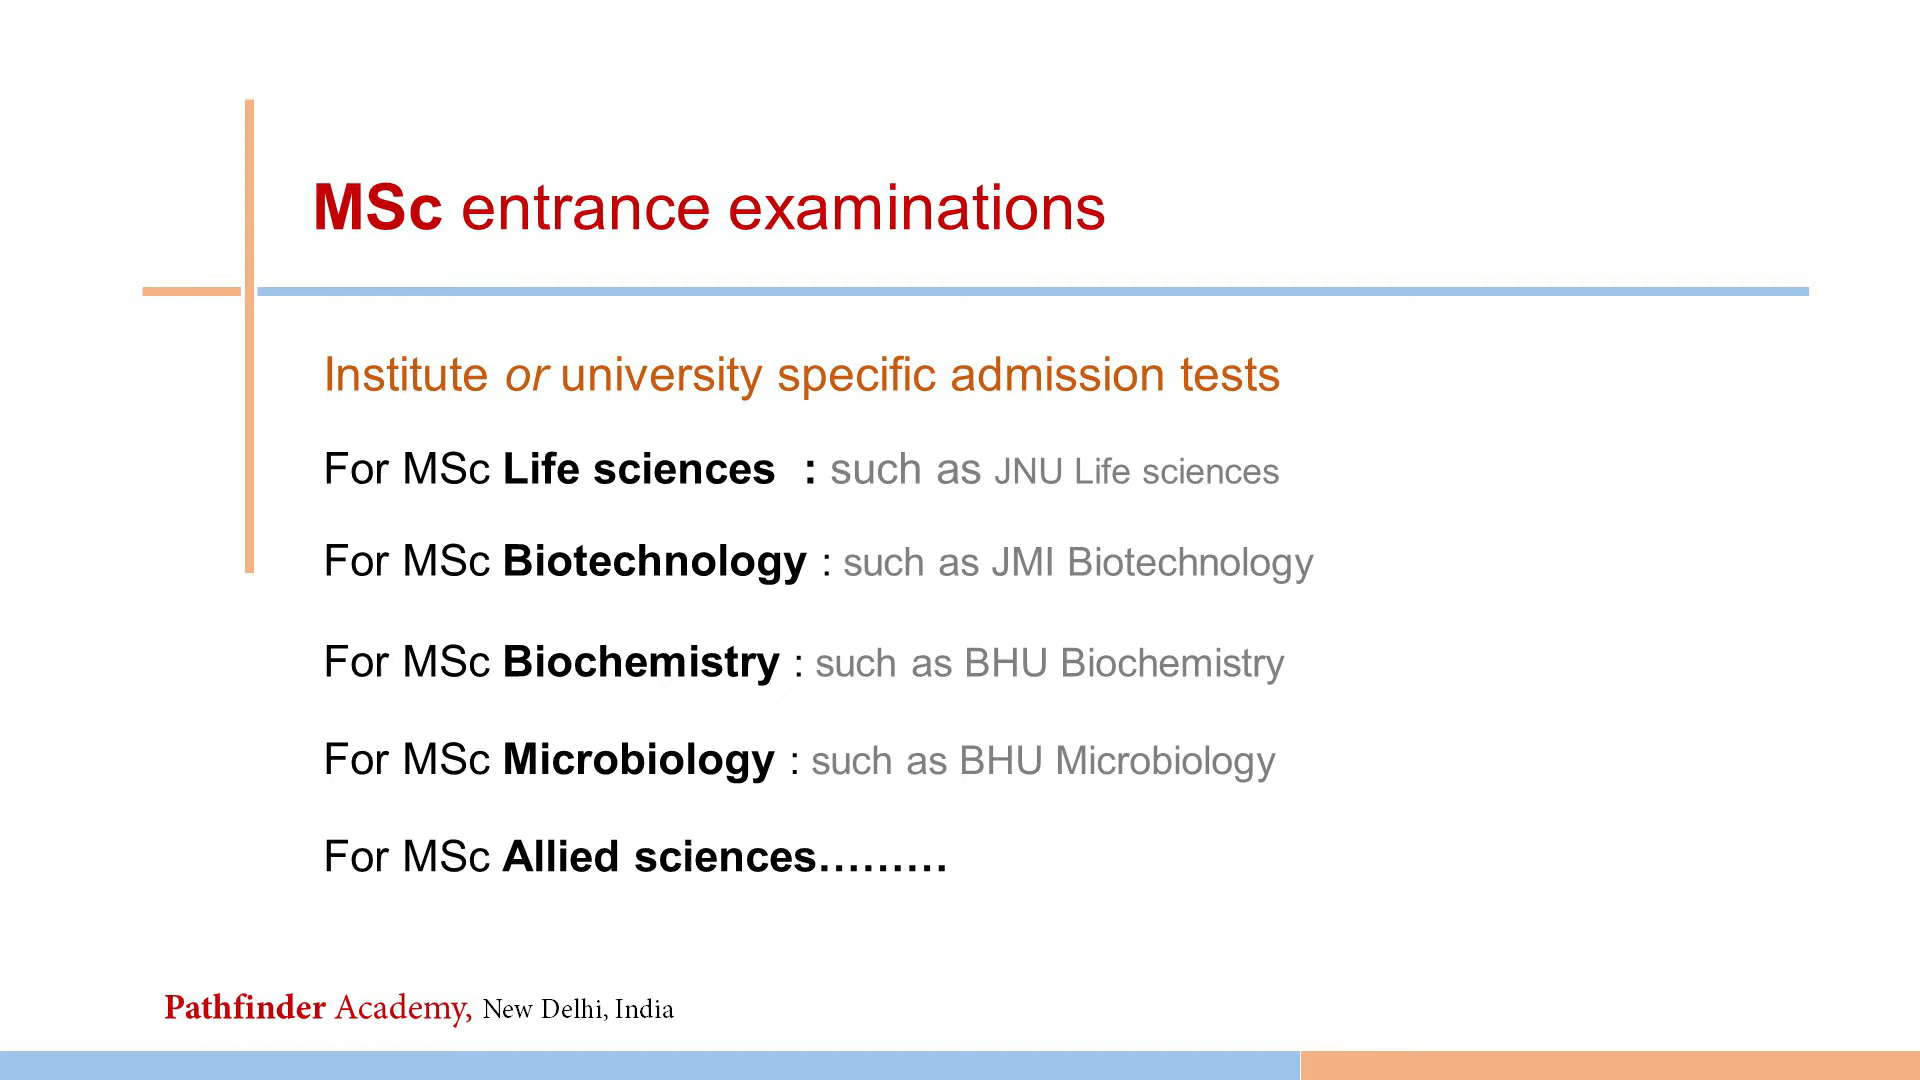 MSc entrance examinations
Institute or university specific admission tests
For MSc Life sciences : such as JNU Life sciences
For MSc Biotechnology : such as JMI Biotechnology
For MSc Biochemistry : such as BHU Biochemistry
For MSc Microbiology : such as BHU Microbiology
For MSc Allied sciences.........
Pathfinder Academy, New Delhi, India